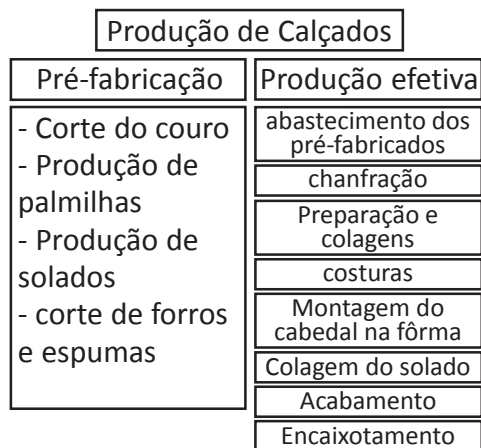 Produção de Calçados
Pré-fabricação
- Corte do couro
- Produção de
palmilhas
- Produção de
solados
- corte de forros
e espumas
Produção efetiva
abastecimento dos
pré-fabricados
chanfração
Preparação e
colagens
costuras
Montagem do
cabedal na fôrma
Colagem do solado
Acabamento
Encaixotamento